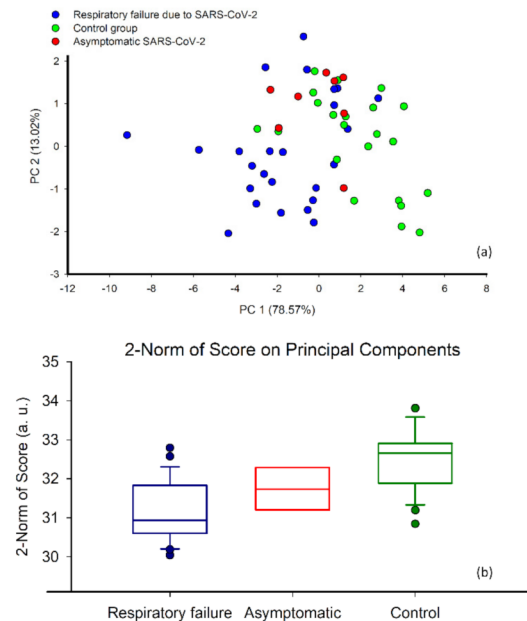 Respiratory failure due to SARS-CoV-2
Control group
Asymptomatic SARS-CoV-2
2
1
0
-1
-2
-3
PC 2 (13.02%)
(a)
-12 -10 -8 -6 -4 -2 0 2 4 6 8
PC 1 (78.57%)
2-Norm of Score on Principal Components
35
34
33
32
31
30
2-Norm of Score (a. u.)
(b)
Respiratory failure Asymptomatic Control